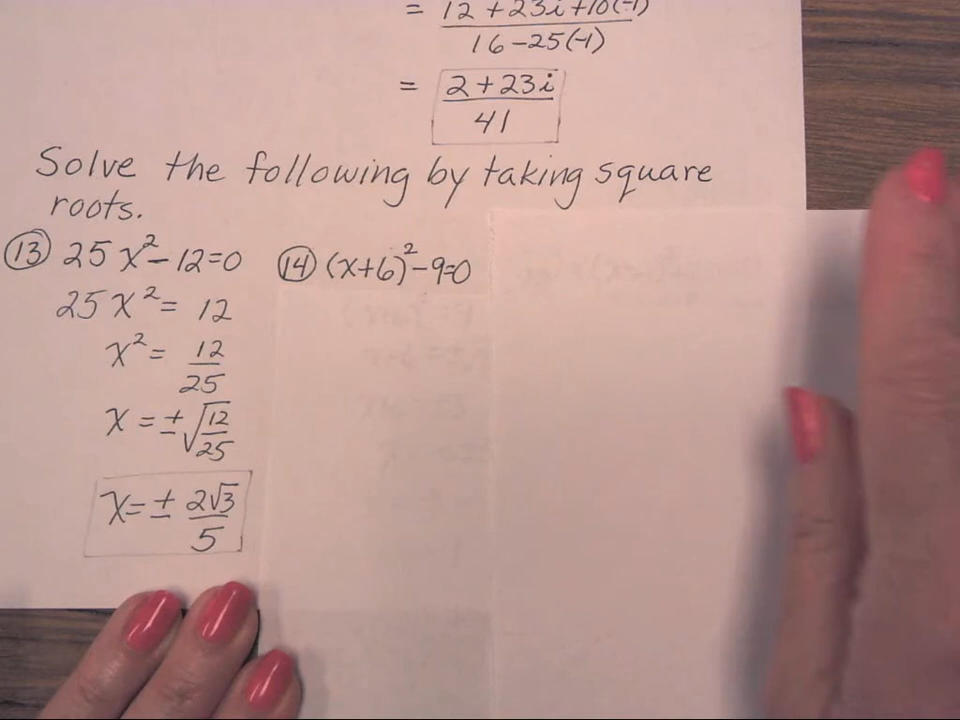 = 12 + 23i + 10(-1)
16 - 25(-1)
= 2 + 23i
41
Solve the following by taking square
roots.
13 25x² - 12 = 0
25x² = 12
x² = 12
25
x = ± √12
25
x = ± 2√3
5
14 (x+6)² - 9 = 0